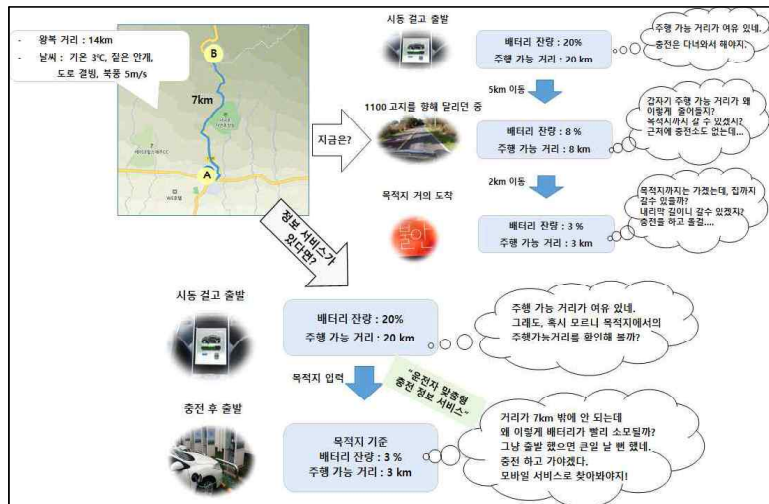 - 왕복 거리 : 14km
- 날씨 : 기온 3℃, 짙은 안개,
도로 결빙, 북풍 5m/s
B
7km
A
지금은?
정보 서비스가
있다면?
시동 걸고 출발
배터리 잔량 : 20%
주행 가능 거리 : 20 km
주행 가능 거리가 여유 있네.
충전은 다녀와서 해야지.
5km 이동
1100 고지를 향해 달리던 중
배터리 잔량 : 8 %
주행 가능 거리 : 8 km
갑자기 주행 가능 거리가 왜
이렇게 줄어들지?
목적지까지 갈 수 있겠지?
근처에 충전소도 없는데...
2km 이동
목적지 거의 도착
불안
배터리 잔량 : 3 %
주행 가능 거리 : 3 km
목적지까지는 가겠는데, 집까지
갈수 있을까?
내리막 길이니 갈수 있겠지?
충전을 하고 올걸....
시동 걸고 출발
배터리 잔량 : 20%
주행 가능 거리 : 20 km
주행 가능 거리가 여유 있네.
그래도, 혹시 모르니 목적지에서의
주행가능거리를 확인해 볼까?
목적지 입력
"운전자 맞춤형
충전 정보 서비스"
충전 후 출발
목적지 기준
배터리 잔량 : 3 %
주행 가능 거리 : 3 km
거리가 7km 밖에 안 되는데
왜 이렇게 배터리가 빨리 소모될까?
그냥 출발 했으면 큰일 날 뻔 했네.
충전 하고 가야겠다.
모바일 서비스로 찾아봐야지!